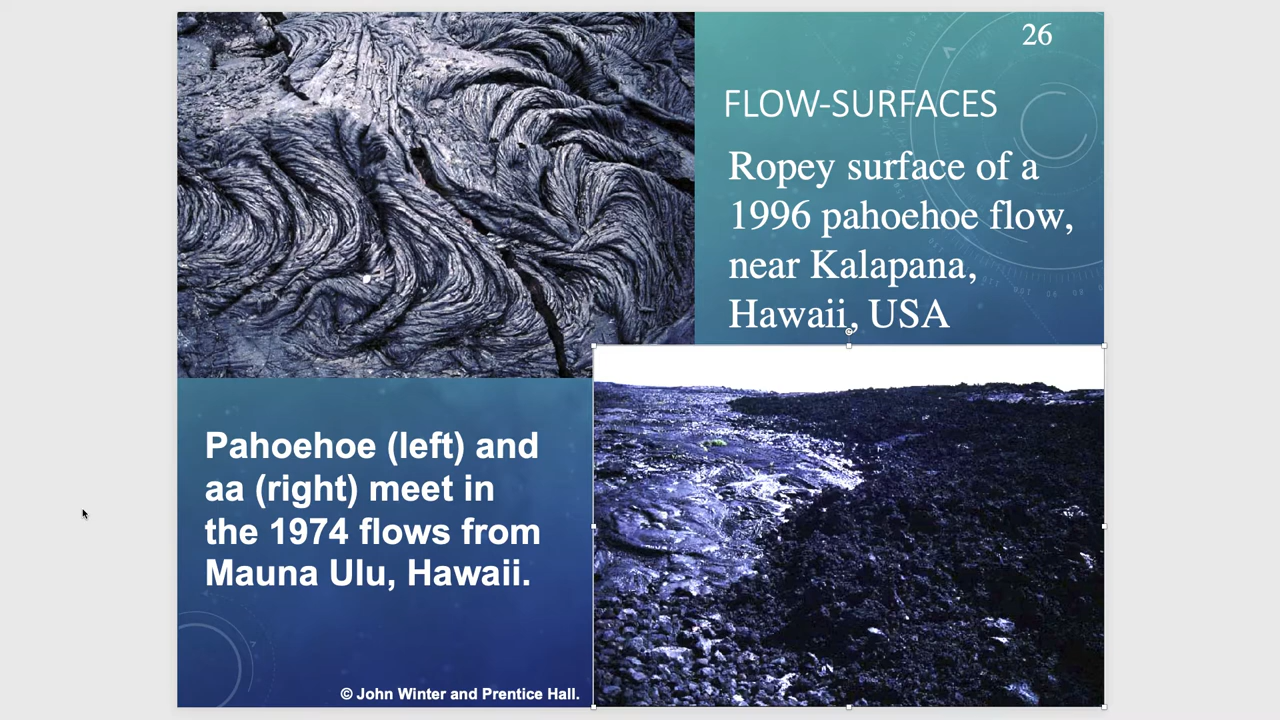 26
FLOW-SURFACES
Ropey surface of a
1996 pahoehoe flow,
near Kalapana,
Hawaii, USA
Pahoehoe (left) and
aa (right) meet in
the 1974 flows from
Mauna Ulu, Hawaii.
© John Winter and Prentice Hall.